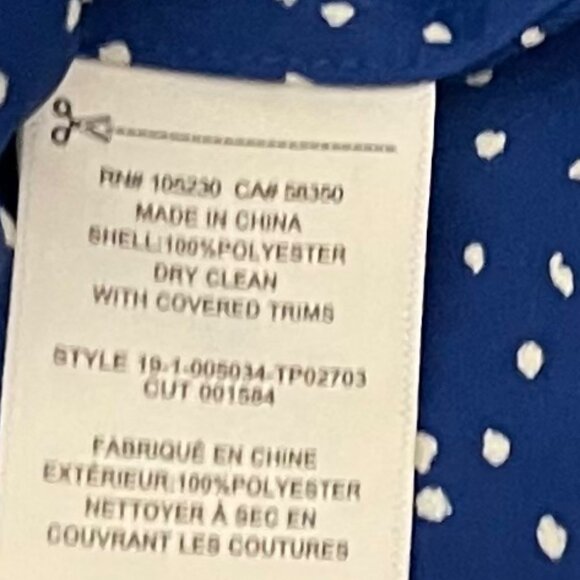 RN# 105230 CA# 58350
MADE IN CHINA
SHELL:100%POLYESTER
DRY CLEAN
WITH COVERED TRIMS
STYLE 19-1-005034-TP02703
CUT 001584
FABRIQUÉ EN CHINE
EXTÉRIEUR:100%POLYESTER
NETTOYER À SEC EN
COUVRANT LES COUTURES